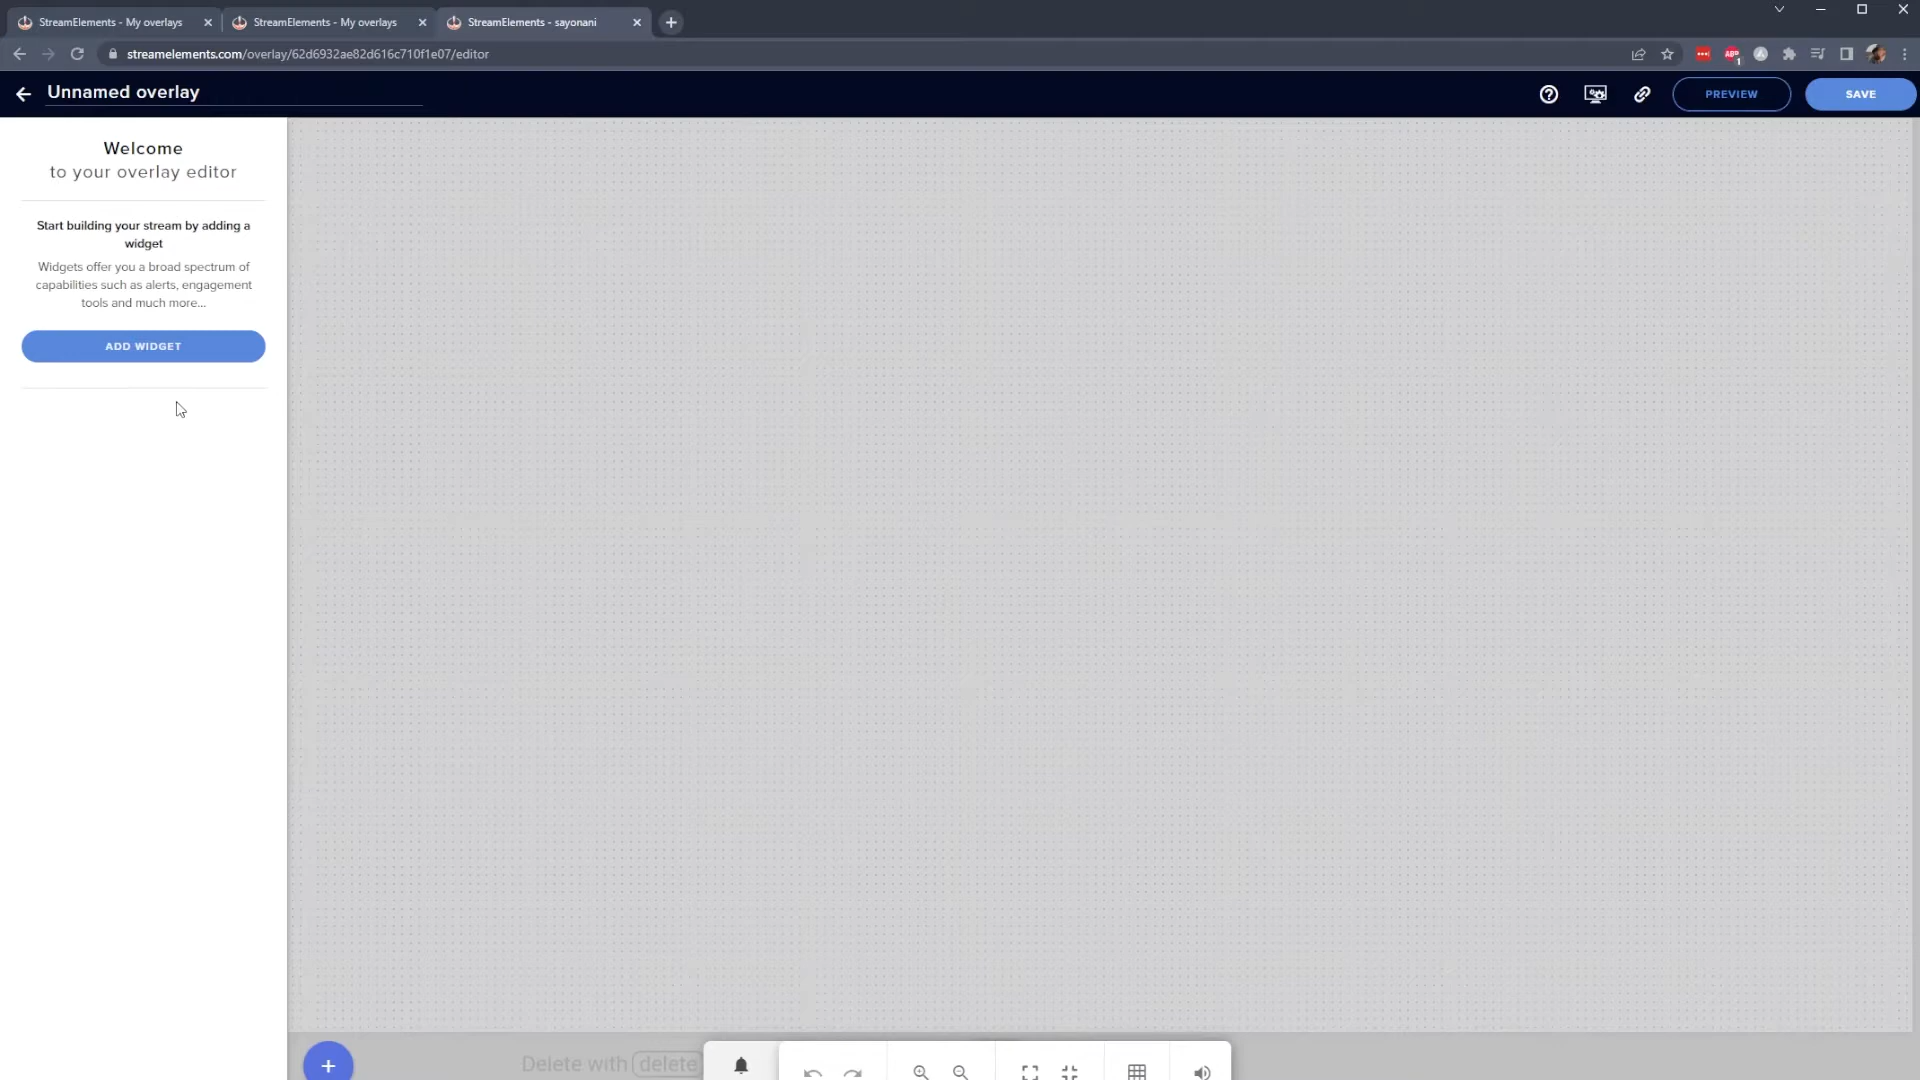 StreamElements - My overlays
StreamElements - My overlays
StreamElements - sayonani
streamelements.com/overlay/62d6932ae82d616c710f1e07/editor
ABP
1
Unnamed overlay
PREVIEW
SAVE
Welcome
to your overlay editor
Start building your stream by adding a
widget
Widgets offer you a broad spectrum of
capabilities such as alerts, engagement
tools and much more...
ADD WIDGET
Delete with delete